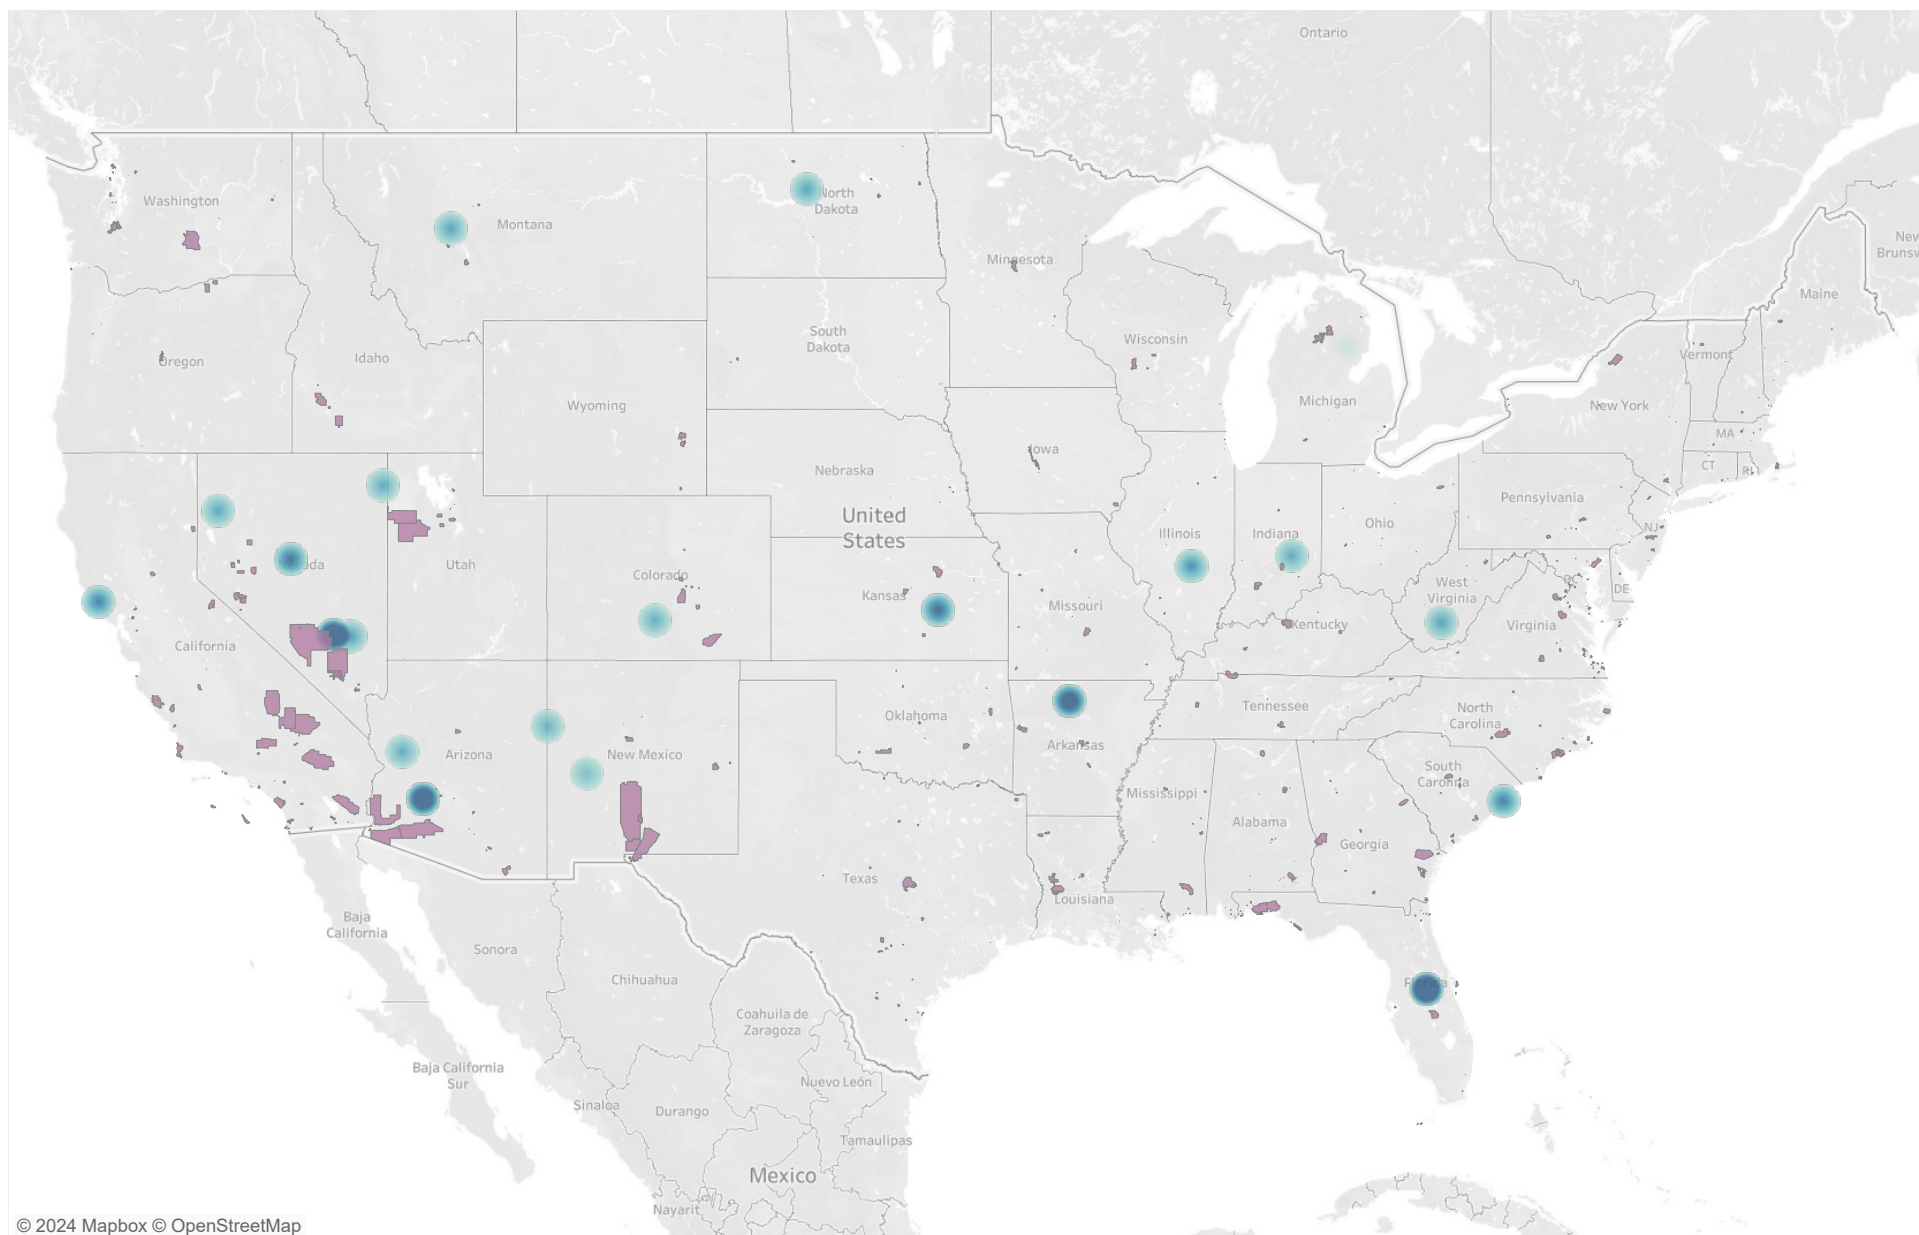 Ontario
Washington
Montana
North
Dakota
Minnesota
New
Maine
Oregon
Idaho
South
Dakota
Wisconsin
Vermont
Wyoming
Michigan
New York
MA
Iowa
Nebraska
CT
Pennsylvania
United
States
Illinois
Indiana
Ohio
NJ
Utah
Colorado
Kansas
Missouri
West
Virginia
DE
California
Kentucky
Virginia
Oklahoma
Tennessee
North
Carolina
Arizona
New Mexico
Arkansas
South
Carolina
Mississippi
Alabama
Georgia
Texas
Louisiana
Baja
California
Sonora
Chihuahua
Florida
Coahuila de
Zaragoza
Baja California
Sur
Nuevo León
Sinaloa
Durango
Tamaulipas
Mexico
Nayarit
© 2024 Mapbox © OpenStreetMap